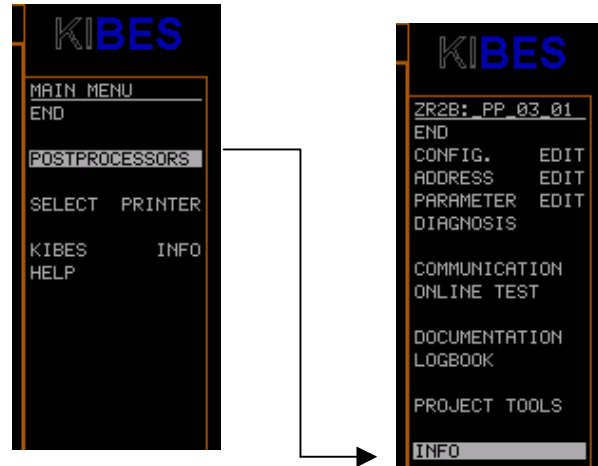 KIBES
MAIN MENU
END
POSTPROCESSORS
SELECT PRINTER
KIBES INFO
HELP
KIBES
ZR2B:_PP_03_01
END
CONFIG. EDIT
ADDRESS EDIT
PARAMETER EDIT
DIAGNOSIS
COMMUNICATION
ONLINE TEST
DOCUMENTATION
LOGBOOK
PROJECT TOOLS
INFO